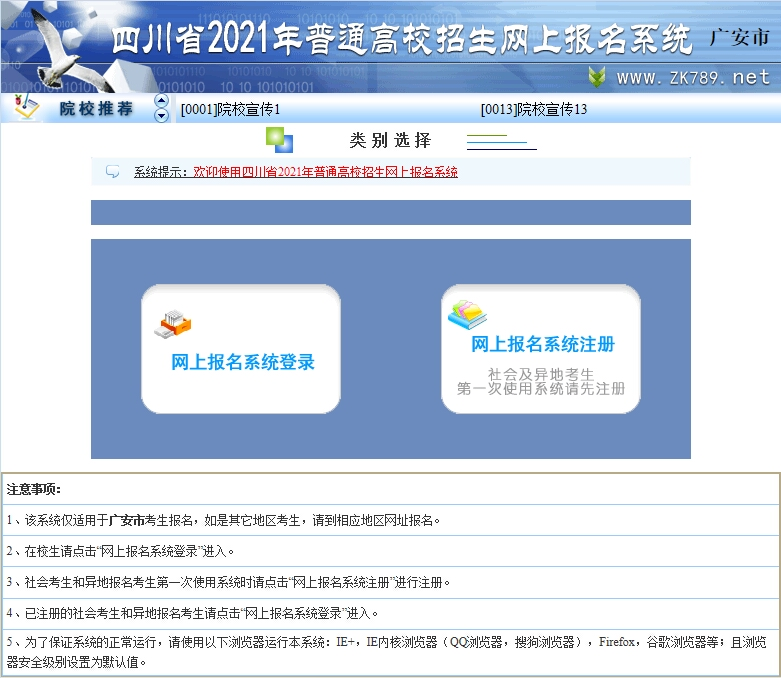 四川省2021年普通高校招生网上报名系统 广安市
www.ZK789.net
院校推荐 [0001]院校宣传1 [0013]院校宣传13
类别选择
系统提示：欢迎使用四川省2021年普通高校招生网上报名系统
网上报名系统登录
网上报名系统注册
社会及异地考生
第一次使用系统请先注册
注意事项:
1、该系统仅适用于广安市考生报名，如是其它地区考生，请到相应地区网址报名。
2、在校生请点击“网上报名系统登录”进入。
3、社会考生和异地报名考生第一次使用系统时请点击“网上报名系统注册”进行注册。
4、已注册的社会考生和异地报名考生请点击“网上报名系统登录”进入。
5、为了保证系统的正常运行，请使用以下浏览器运行本系统：IE+，IE内核浏览器（QQ浏览器，搜狗浏览器），Firefox，谷歌浏览器等；且浏览
器安全级别设置为默认值。